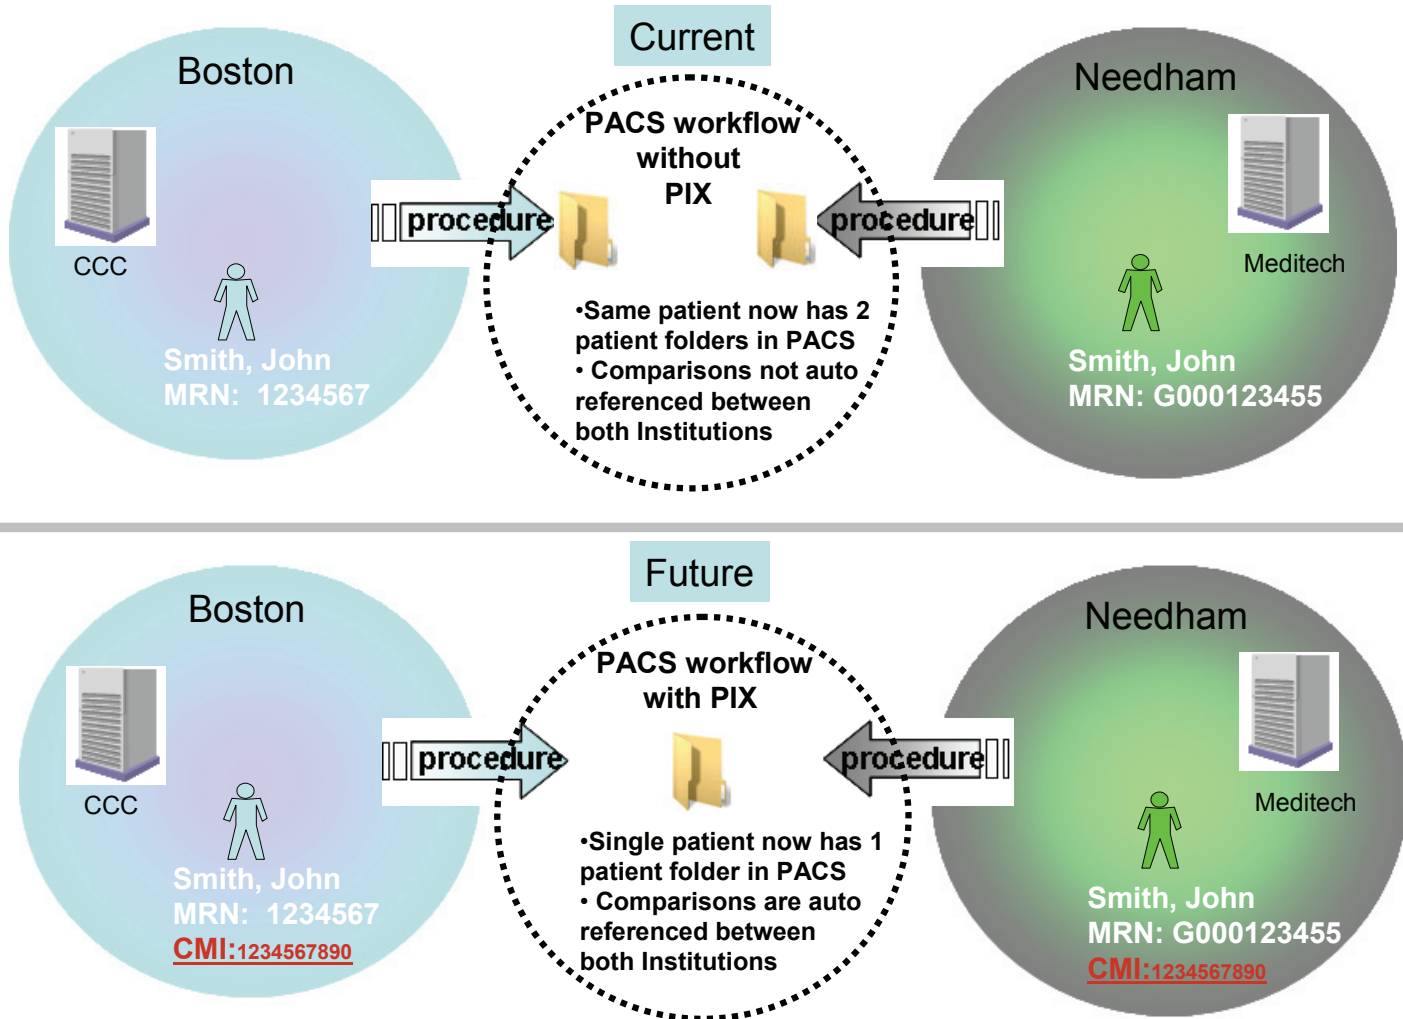 Current
Boston
Needham
PACS workflow
without
PIX
procedure
procedure
CCC
Meditech
Smith, John
MRN:  1234567
•Same patient now has 2
patient folders in PACS
• Comparisons not auto
referenced between
both Institutions
Smith, John
MRN: G000123455
Future
Boston
Needham
PACS workflow
with PIX
procedure
procedure
CCC
Meditech
Smith, John
MRN:  1234567
CMI:1234567890
•Single patient now has 1
patient folder in PACS
• Comparisons are auto
referenced between
both Institutions
Smith, John
MRN: G000123455
CMI:1234567890